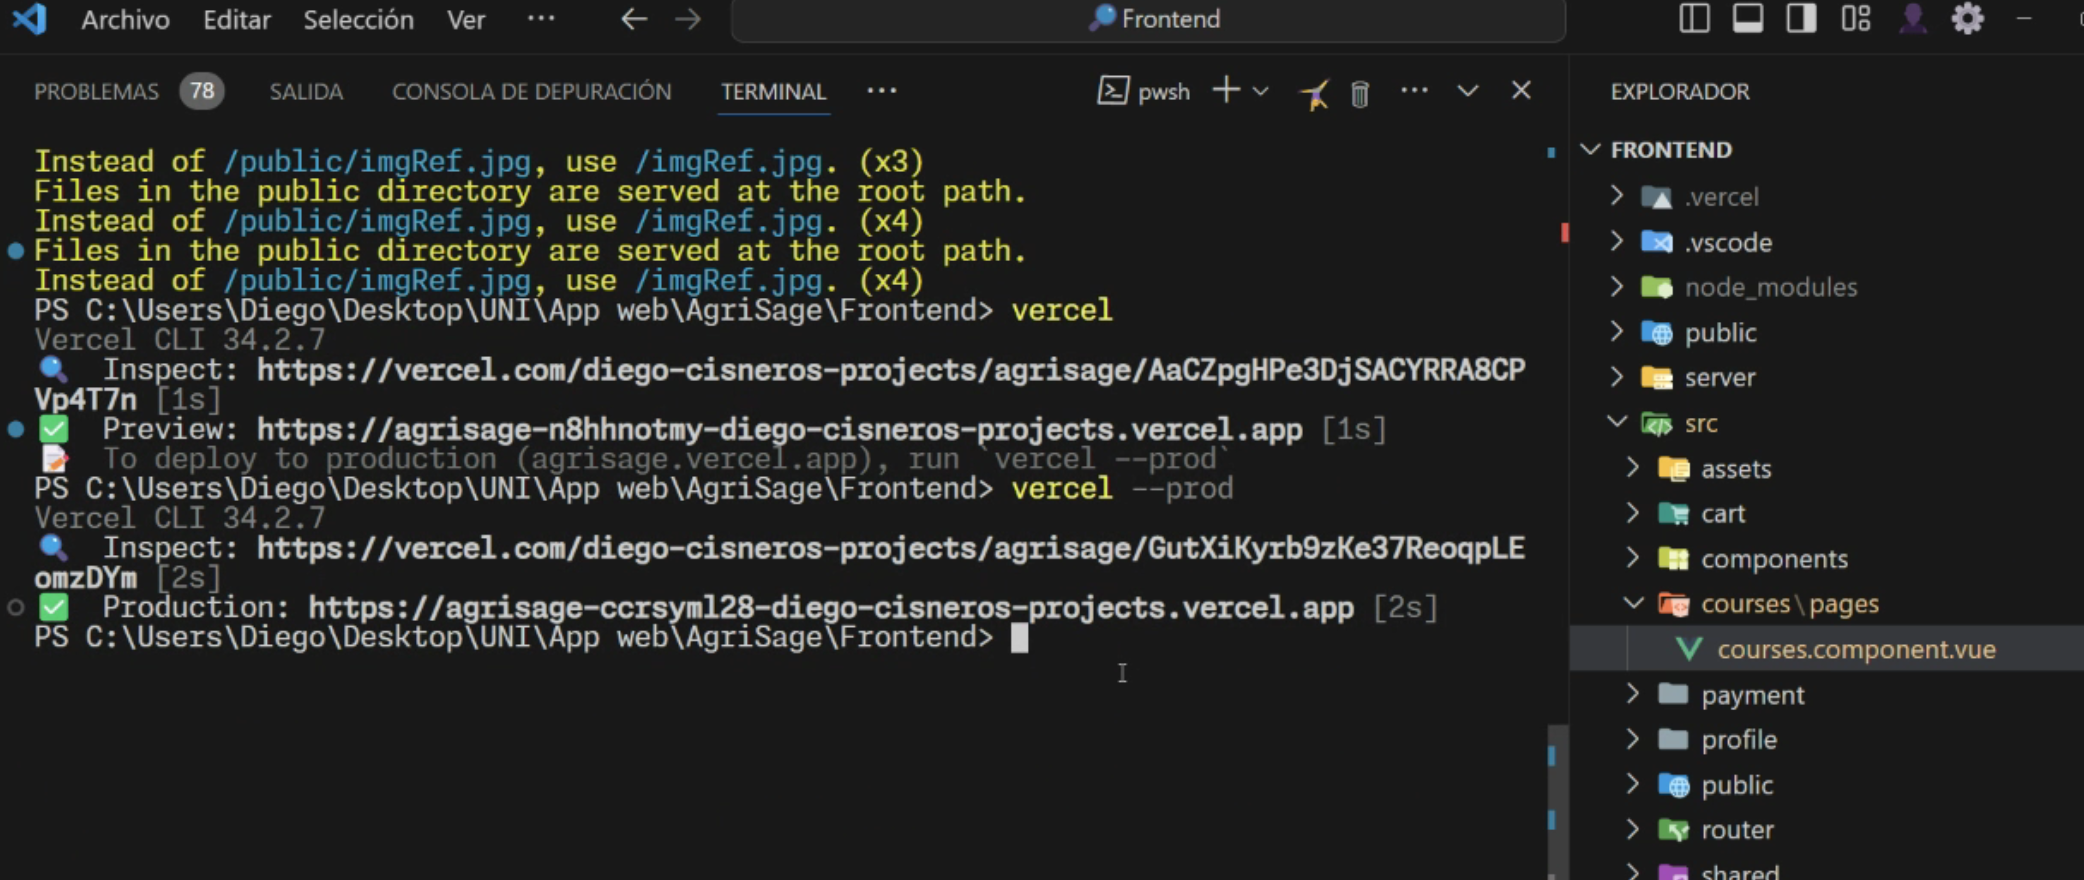 Archivo Editar Selección Ver ··· Frontend
PROBLEMAS 78 SALIDA CONSOLA DE DEPURACIÓN TERMINAL ··· pwsh ···
Instead of /public/imgRef.jpg, use /imgRef.jpg. (x3)
Files in the public directory are served at the root path.
Instead of /public/imgRef.jpg, use /imgRef.jpg. (x4)
Files in the public directory are served at the root path.
Instead of /public/imgRef.jpg, use /imgRef.jpg. (x4)
PS C:\Users\Diego\Desktop\UNI\App web\AgriSage\Frontend> vercel
Vercel CLI 34.2.7
Inspect: https://vercel.com/diego-cisneros-projects/agrisage/AaCZpgHPe3DjSACYRRA8CP
Vp4T7n [1s]
Preview: https://agrisage-n8hhnotmy-diego-cisneros-projects.vercel.app [1s]
To deploy to production (agrisage.vercel.app), run `vercel --prod`
PS C:\Users\Diego\Desktop\UNI\App web\AgriSage\Frontend> vercel --prod
Vercel CLI 34.2.7
Inspect: https://vercel.com/diego-cisneros-projects/agrisage/GutXiKyrb9zKe37ReoqpLE
omzDYm [2s]
Production: https://agrisage-ccrsyml28-diego-cisneros-projects.vercel.app [2s]
PS C:\Users\Diego\Desktop\UNI\App web\AgriSage\Frontend>
EXPLORADOR
FRONTEND
.vercel
.vscode
node_modules
public
server
src
assets
cart
components
courses\pages
courses.component.vue
payment
profile
public
router
shared